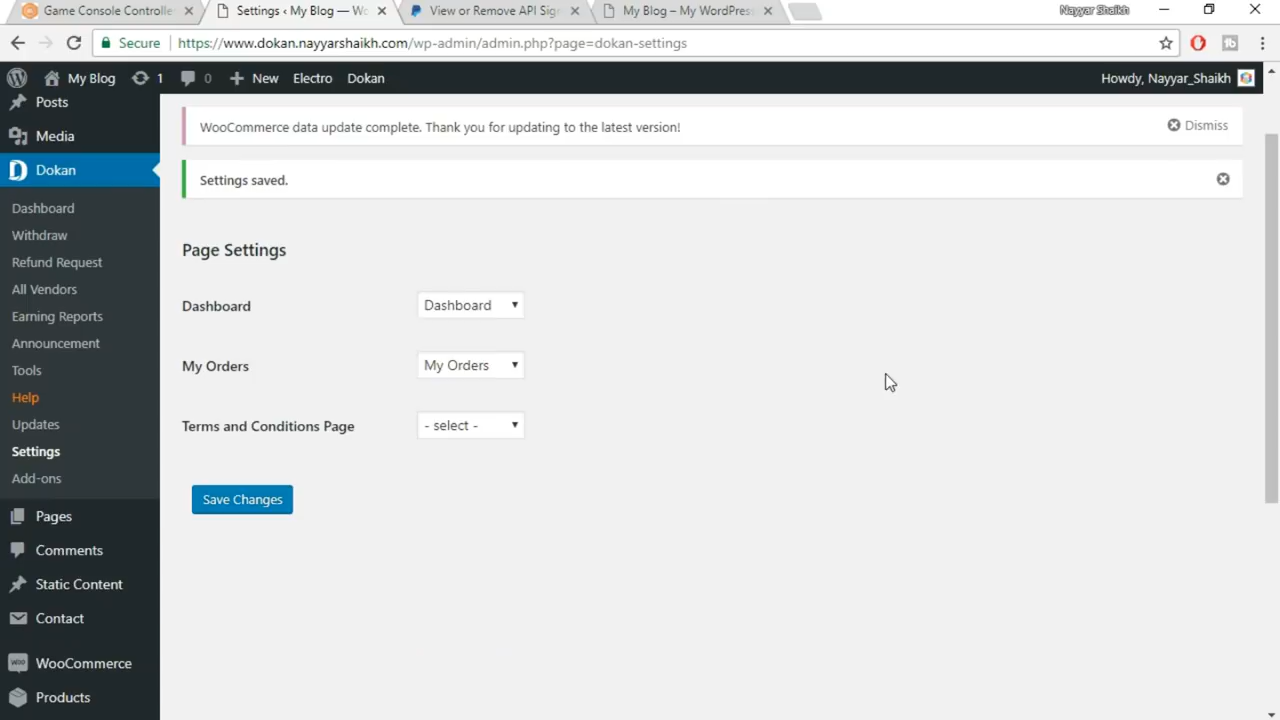 Game Console Controlle
Settings ‹ My Blog — Wo
View or Remove API Sig
My Blog – My WordPres
Nayyar Shaikh
Secure
https://www.dokan.nayyarshaikh.com/wp-admin/admin.php?page=dokan-settings
My Blog
1
0
New
Electro
Dokan
Howdy, Nayyar_Shaikh
Posts
Media
Dokan
Dashboard
Withdraw
Refund Request
All Vendors
Earning Reports
Announcement
Tools
Help
Updates
Settings
Add-ons
Pages
Comments
Static Content
Contact
WooCommerce
Products
WooCommerce data update complete. Thank you for updating to the latest version!
Dismiss
Settings saved.
Page Settings
Dashboard
Dashboard
My Orders
My Orders
Terms and Conditions Page
- select -
Save Changes